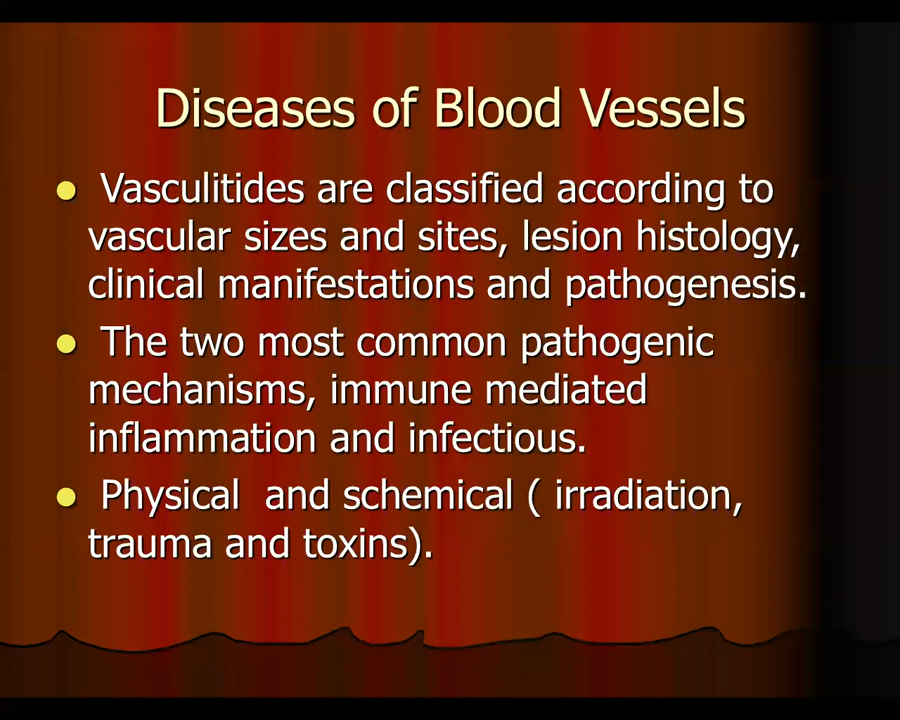 Diseases of Blood Vessels
Vasculitides are classified according to
vascular sizes and sites, lesion histology,
clinical manifestations and pathogenesis.
The two most common pathogenic
mechanisms, immune mediated
inflammation and infectious.
Physical and schemical ( irradiation,
trauma and toxins).